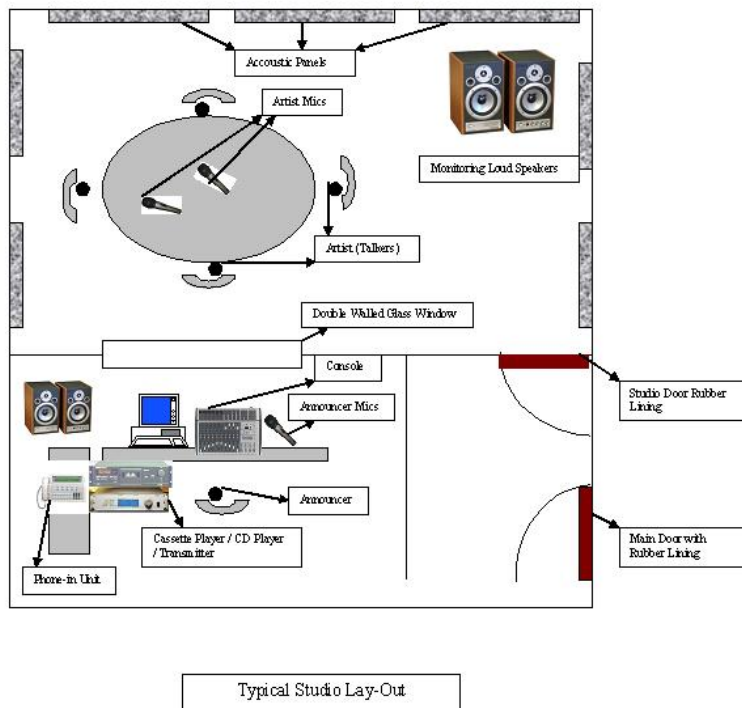 Accoustic Panels
Artist Mics
Monitoring Loud Speakers
Artist (Talkers)
Double Walled Glass Window
Console
Announcer Mics
Studio Door Rubber
Lining
Announcer
Cassette Player / CD Player
/ Transmitter
Main Door with
Rubber Lining
Phone-in Unit
Typical Studio Lay-Out